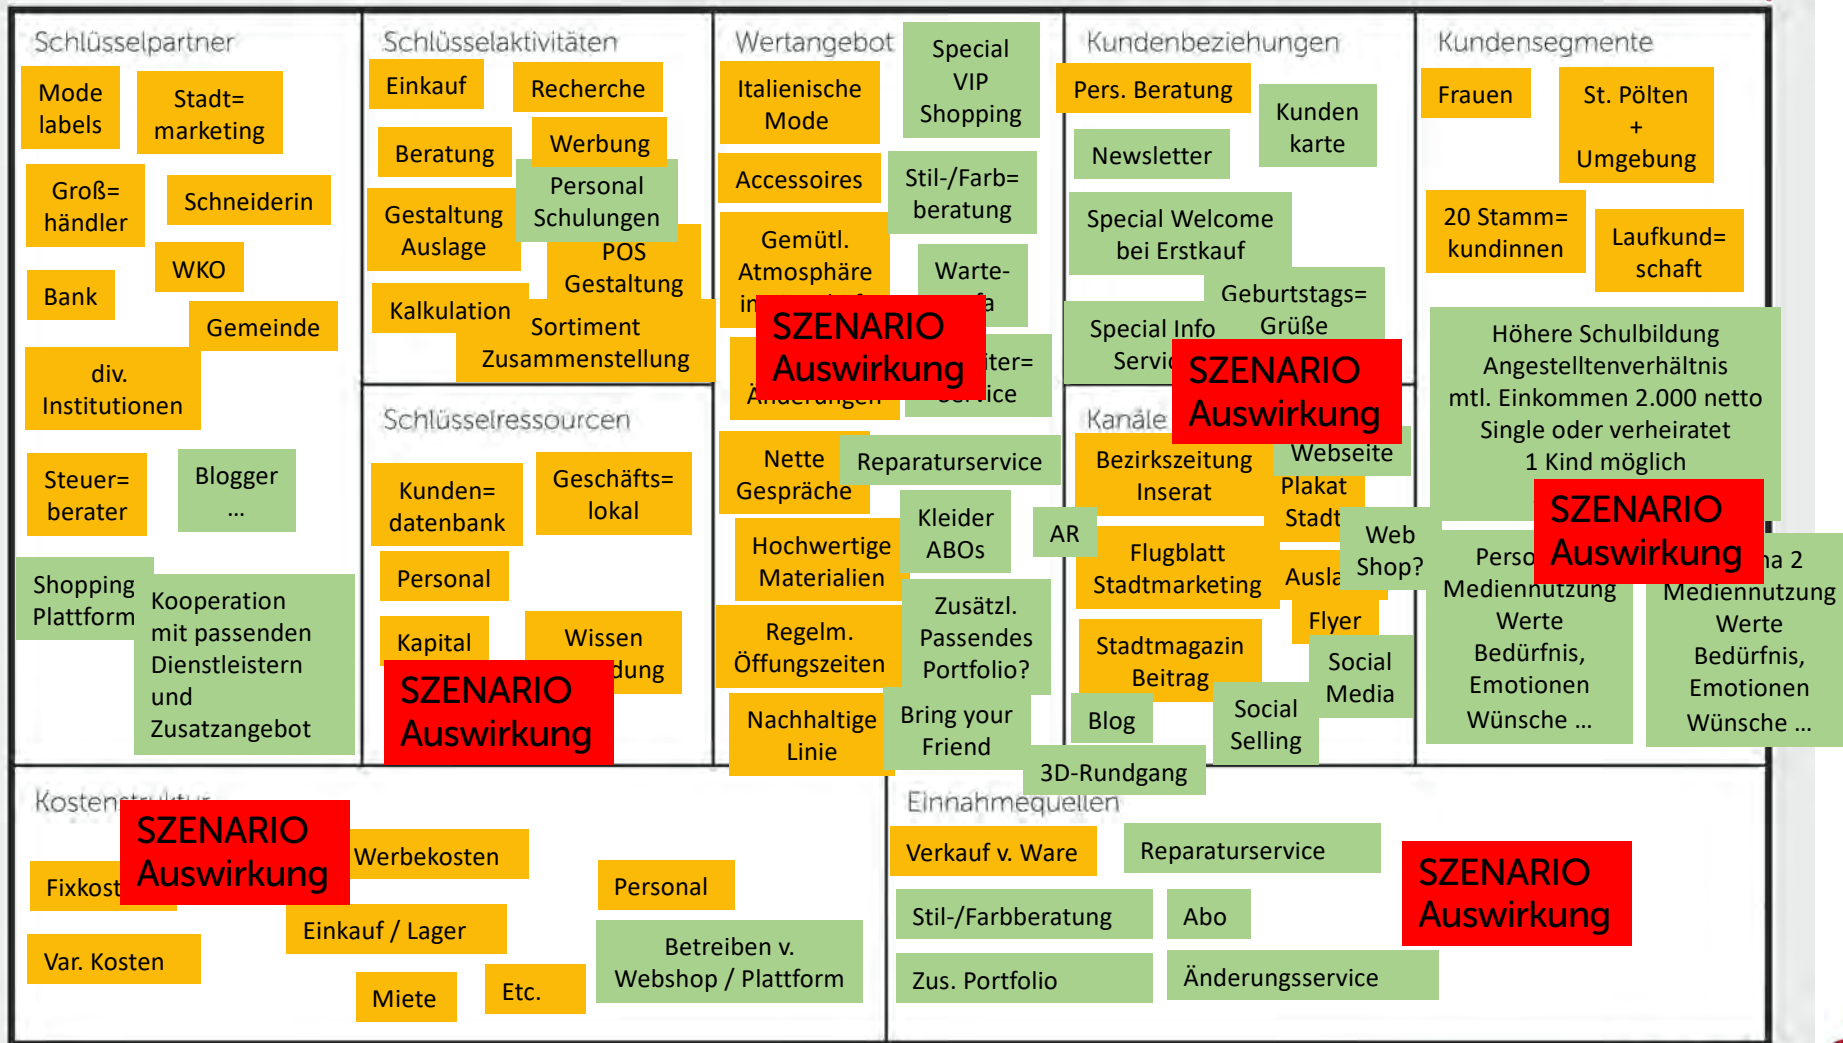 Schlüsselpartner
Mode
labels
Stadt=
marketing
Groß=
händler
Schneiderin
WKO
Bank
Gemeinde
div.
Institutionen
Steuer=
berater
Blogger
...
Shopping
Plattform
Kooperation
mit passenden
Dienstleistern
und
Zusatzangebot
Schlüsselaktivitäten
Einkauf
Recherche
Beratung
Werbung
Personal
Schulungen
Gestaltung
Auslage
POS
Gestaltung
Kalkulation
Sortiment
Zusammenstellung
Schlüsselressourcen
Kunden=
datenbank
Geschäfts=
lokal
Personal
Kapital
Wissen
SZENARIO
Auswirkung
Wertangebot
Special
VIP
Shopping
Italienische
Mode
Accessoires
Stil-/Farb=
beratung
Gemütl.
Atmosphäre
Warte-
SZENARIO
Auswirkung
Änderungen
Nette
Gespräche
Reparaturservice
Kleider
ABOs
Hochwertige
Materialien
Zusätzl.
Passendes
Portfolio?
Regelm.
Öffungszeiten
Nachhaltige
Linie
Bring your
Friend
Kundenbeziehungen
Pers. Beratung
Kunden
karte
Newsletter
Special Welcome
bei Erstkauf
Geburtstags=
Grüße
Special Info
SZENARIO
Auswirkung
Kanäle
Webseite
Bezirkszeitung
Inserat
Plakat
Stadt
AR
Web
Shop?
Flugblatt
Stadtmarketing
Flyer
Stadtmagazin
Beitrag
Social
Media
Blog
Social
Selling
3D-Rundgang
Kundensegmente
Frauen
St. Pölten
+
Umgebung
20 Stamm=
kundinnen
Laufkund=
schaft
Höhere Schulbildung
Angestelltenverhältnis
mtl. Einkommen 2.000 netto
Single oder verheiratet
1 Kind möglich
SZENARIO
Auswirkung
Mediennutzung
Werte
Bedürfnis,
Emotionen
Wünsche ...
2
Mediennutzung
Werte
Bedürfnis,
Emotionen
Wünsche ...
Kostenstruktur
SZENARIO
Auswirkung
Werbekosten
Personal
Einkauf / Lager
Var. Kosten
Miete
Etc.
Betreiben v.
Webshop / Plattform
Einnahmequellen
Verkauf v. Ware
Reparaturservice
SZENARIO
Auswirkung
Stil-/Farbberatung
Abo
Zus. Portfolio
Änderungsservice